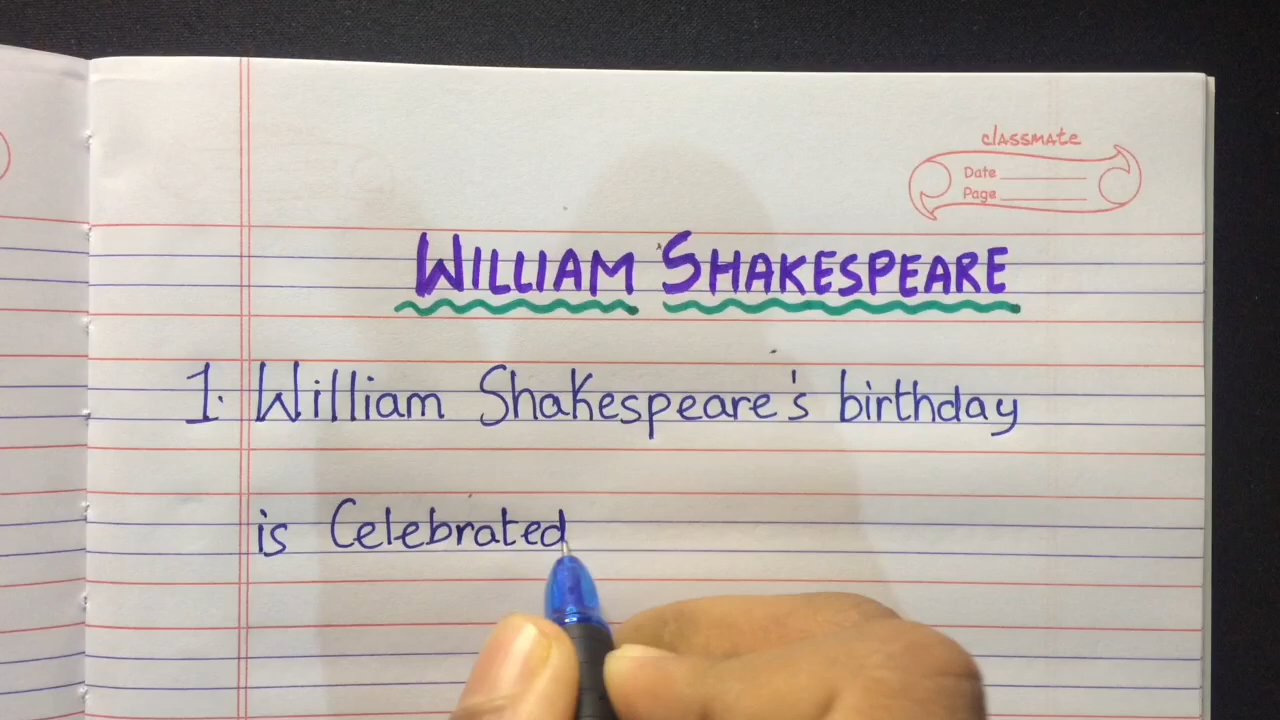 classmate
Date
Page
WILLIAM SHAKESPEARE
1. William Shakespeare's birthday
is Celebrated